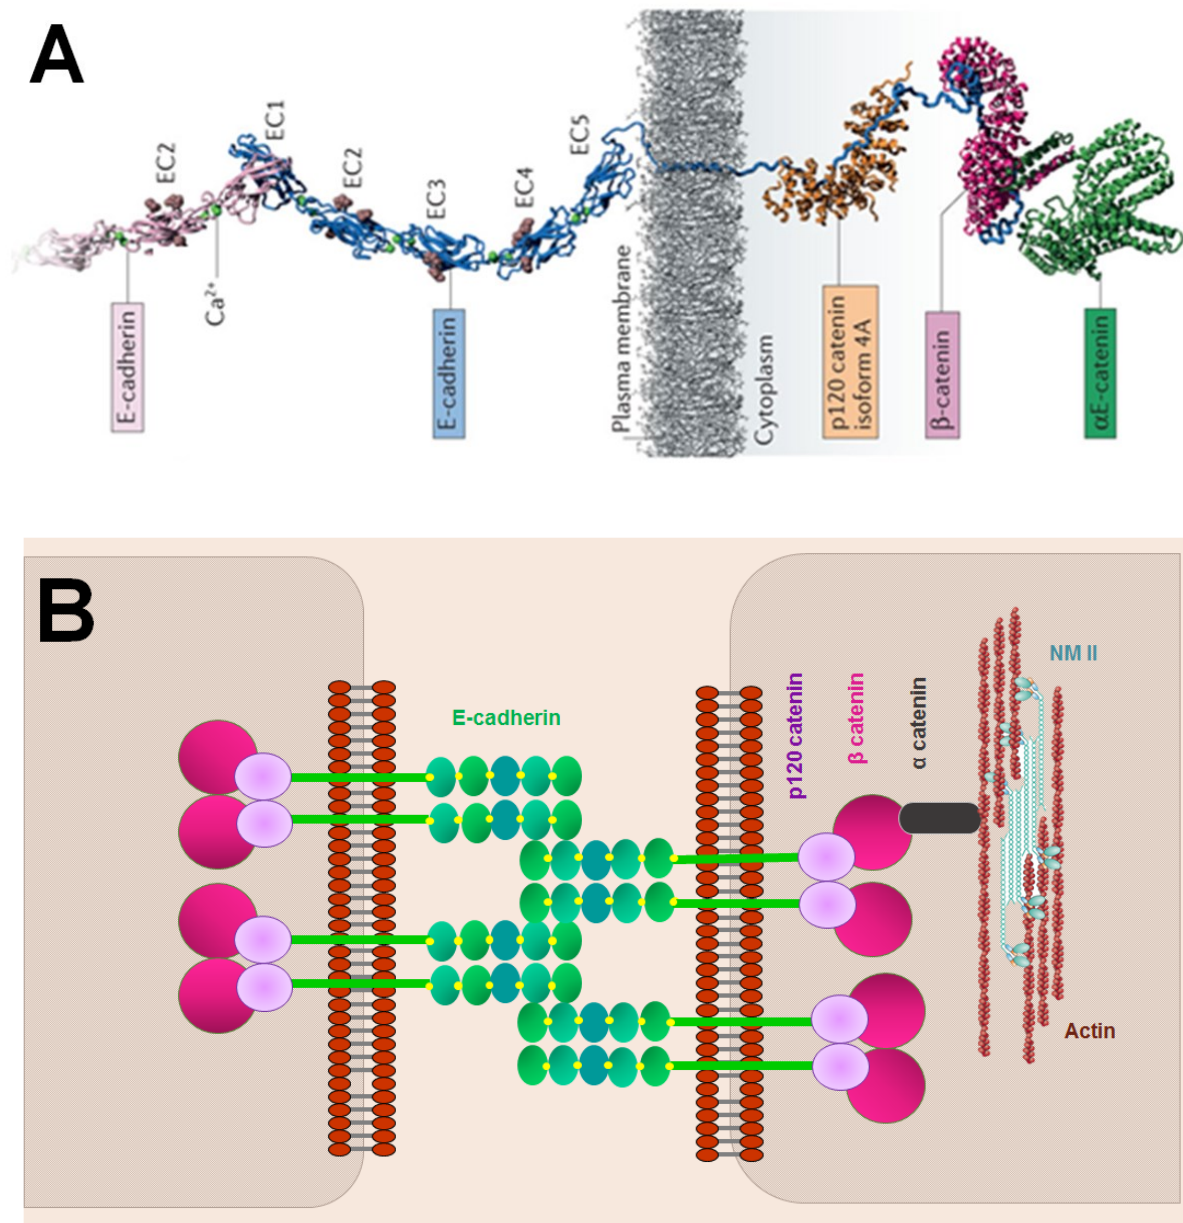 A
EC2
EC1
EC2
EC3
EC4
EC5
E-cadherin
Ca²⁺
E-cadherin
Plasma membrane
Cytoplasm
p120 catenin
isoform 4A
β-catenin
αE-catenin
B
E-cadherin
p120 catenin
β catenin
α catenin
NM II
Actin